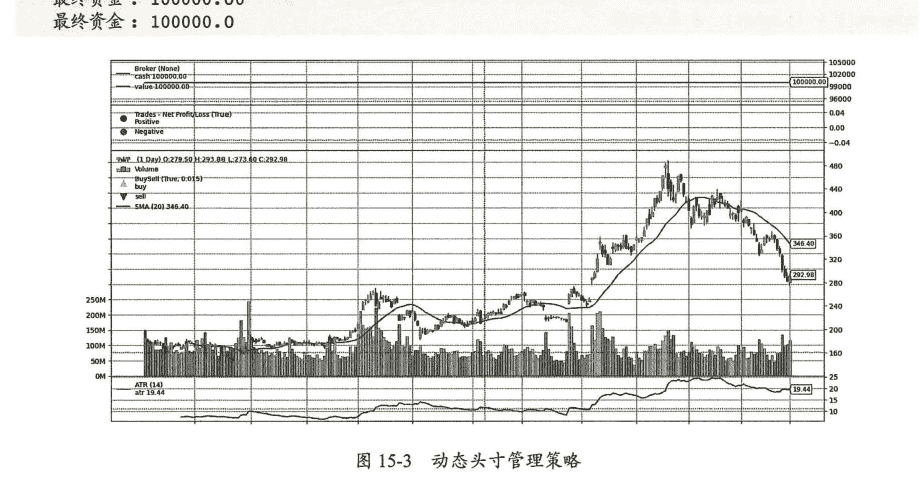 最终资金: 100000.00
最终资金: 100000.0
Broker (None)
cash 100000.00
value 100000.00
105000
102000
100000.00
99000
96000
Trades - Net Profit/Loss (True)
Positive
Negative
0.04
0.00
−0.04
(1 Day) O:279.50 H:293.88 L:273.60 C:292.98
Volume
BuySell (True, 0.015)
buy
sell
SMA (20) 346.40
480
440
400
360
346.40
320
292.98
280
240
200
160
250M
200M
150M
100M
50M
0M
ATR (14)
atr 19.44
25
20
19.44
15
10
图 15-3 动态头寸管理策略